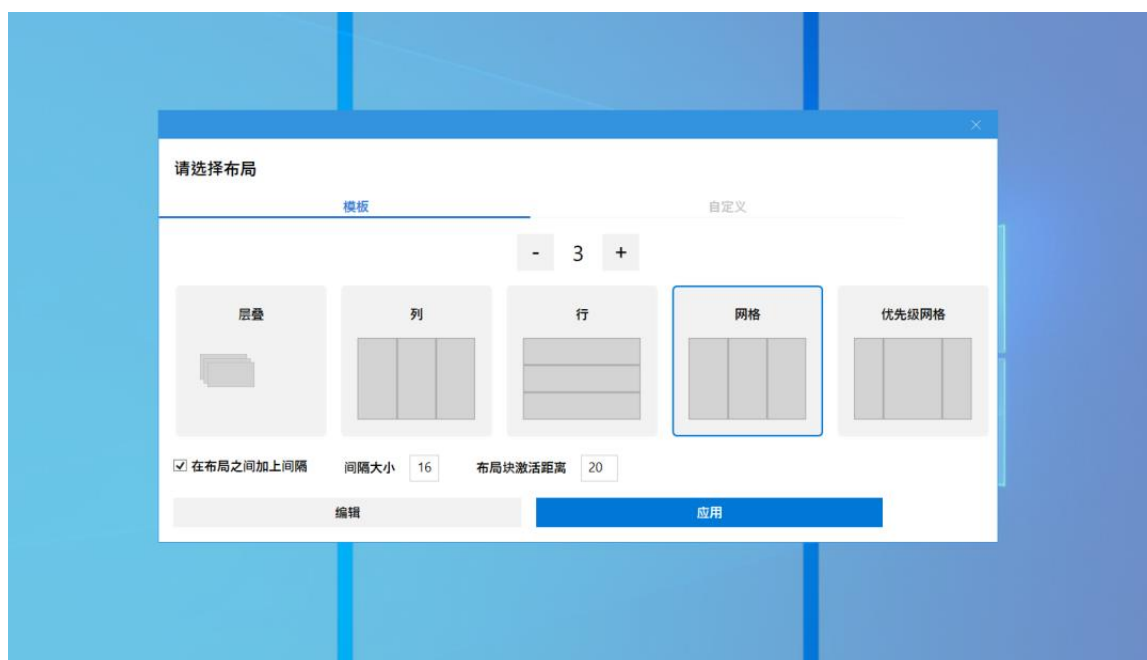 请选择布局
模板 自定义
- 3 +
层叠 列 行 网格 优先级网格
在布局之间加上间隔 间隔大小 16 布局块激活距离 20
编辑 应用